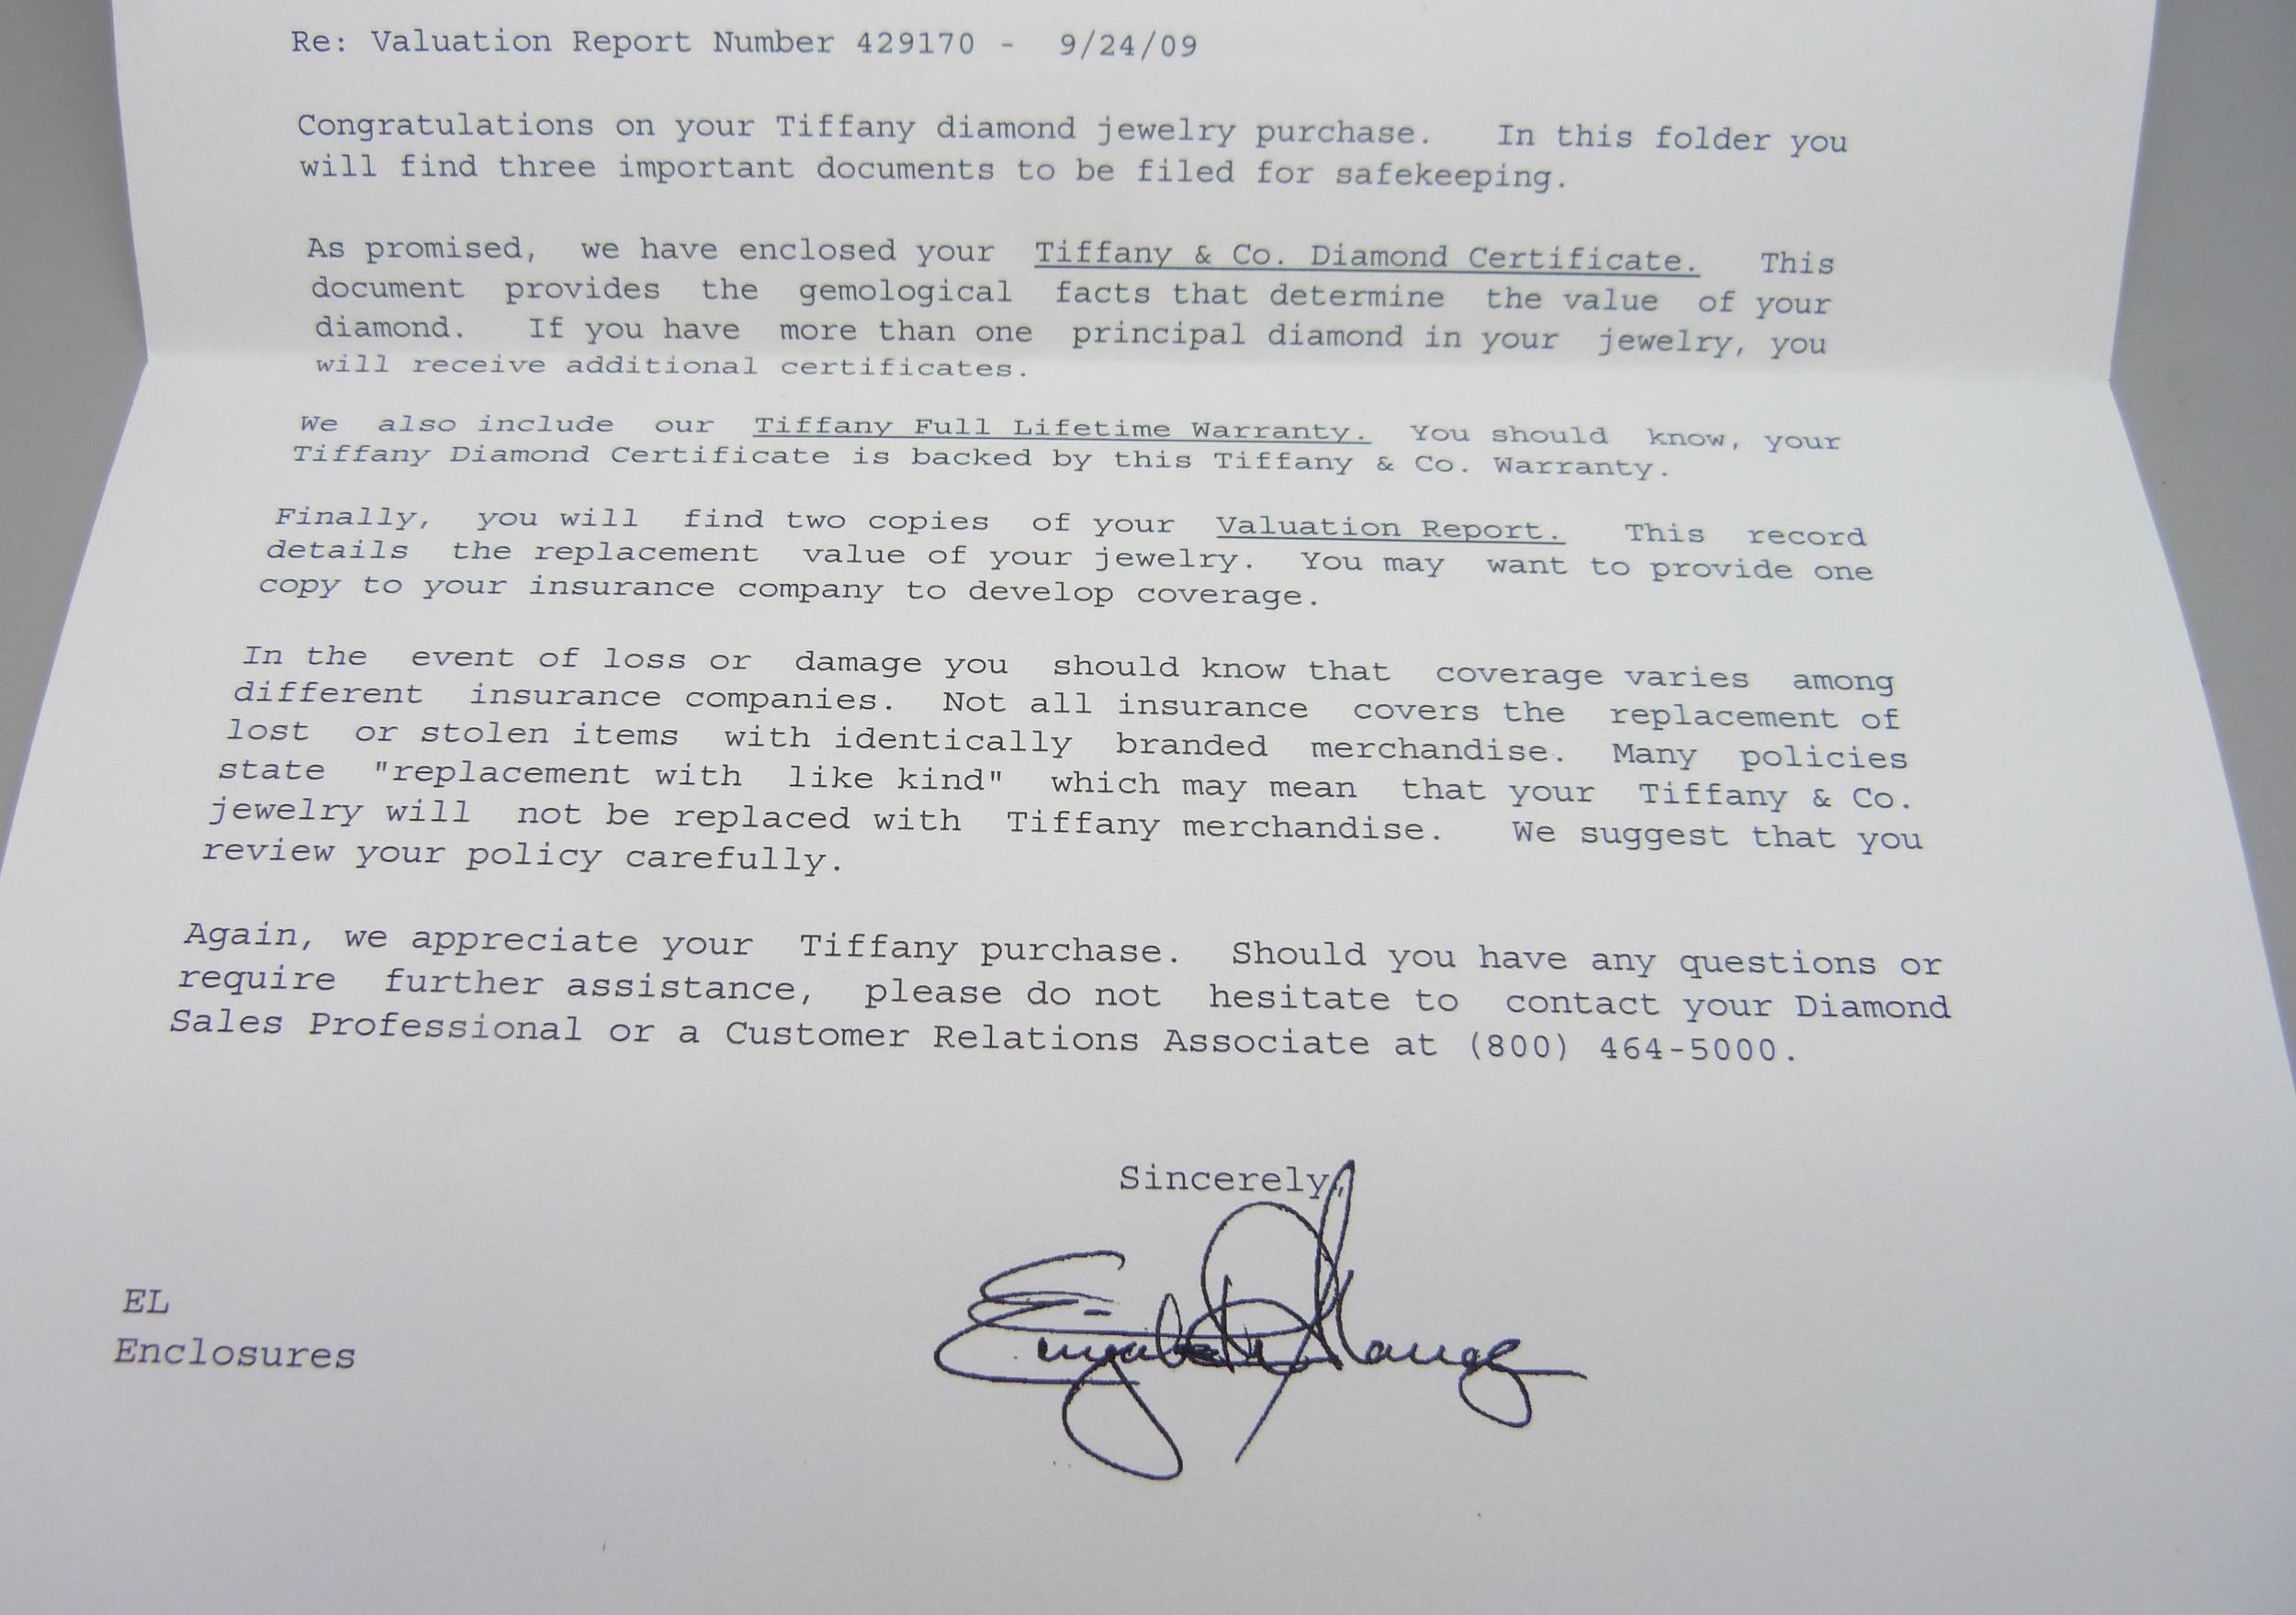 Re: Valuation Report Number 429170 - 9/24/09
Congratulations on your Tiffany diamond jewelry purchase. In this folder you
will find three important documents to be filed for safekeeping.
As promised, we have enclosed your Tiffany & Co. Diamond Certificate. This
document provides the gemological facts that determine the value of your
diamond. If you have more than one principal diamond in your jewelry, you
will receive additional certificates.
We also include our Tiffany Full Lifetime Warranty. You should know, your
Tiffany Diamond Certificate is backed by this Tiffany & Co. Warranty.
Finally, you will find two copies of your Valuation Report. This record
details the replacement value of your jewelry. You may want to provide one
copy to your insurance company to develop coverage.
In the event of loss or damage you should know that coverage varies among
different insurance companies. Not all insurance covers the replacement of
lost or stolen items with identically branded merchandise. Many policies
state "replacement with like kind" which may mean that your Tiffany & Co.
jewelry will not be replaced with Tiffany merchandise. We suggest that you
review your policy carefully.
Again, we appreciate your Tiffany purchase. Should you have any questions or
require further assistance, please do not hesitate to contact your Diamond
Sales Professional or a Customer Relations Associate at (800) 464-5000.
Sincerely,
EL
Enclosures